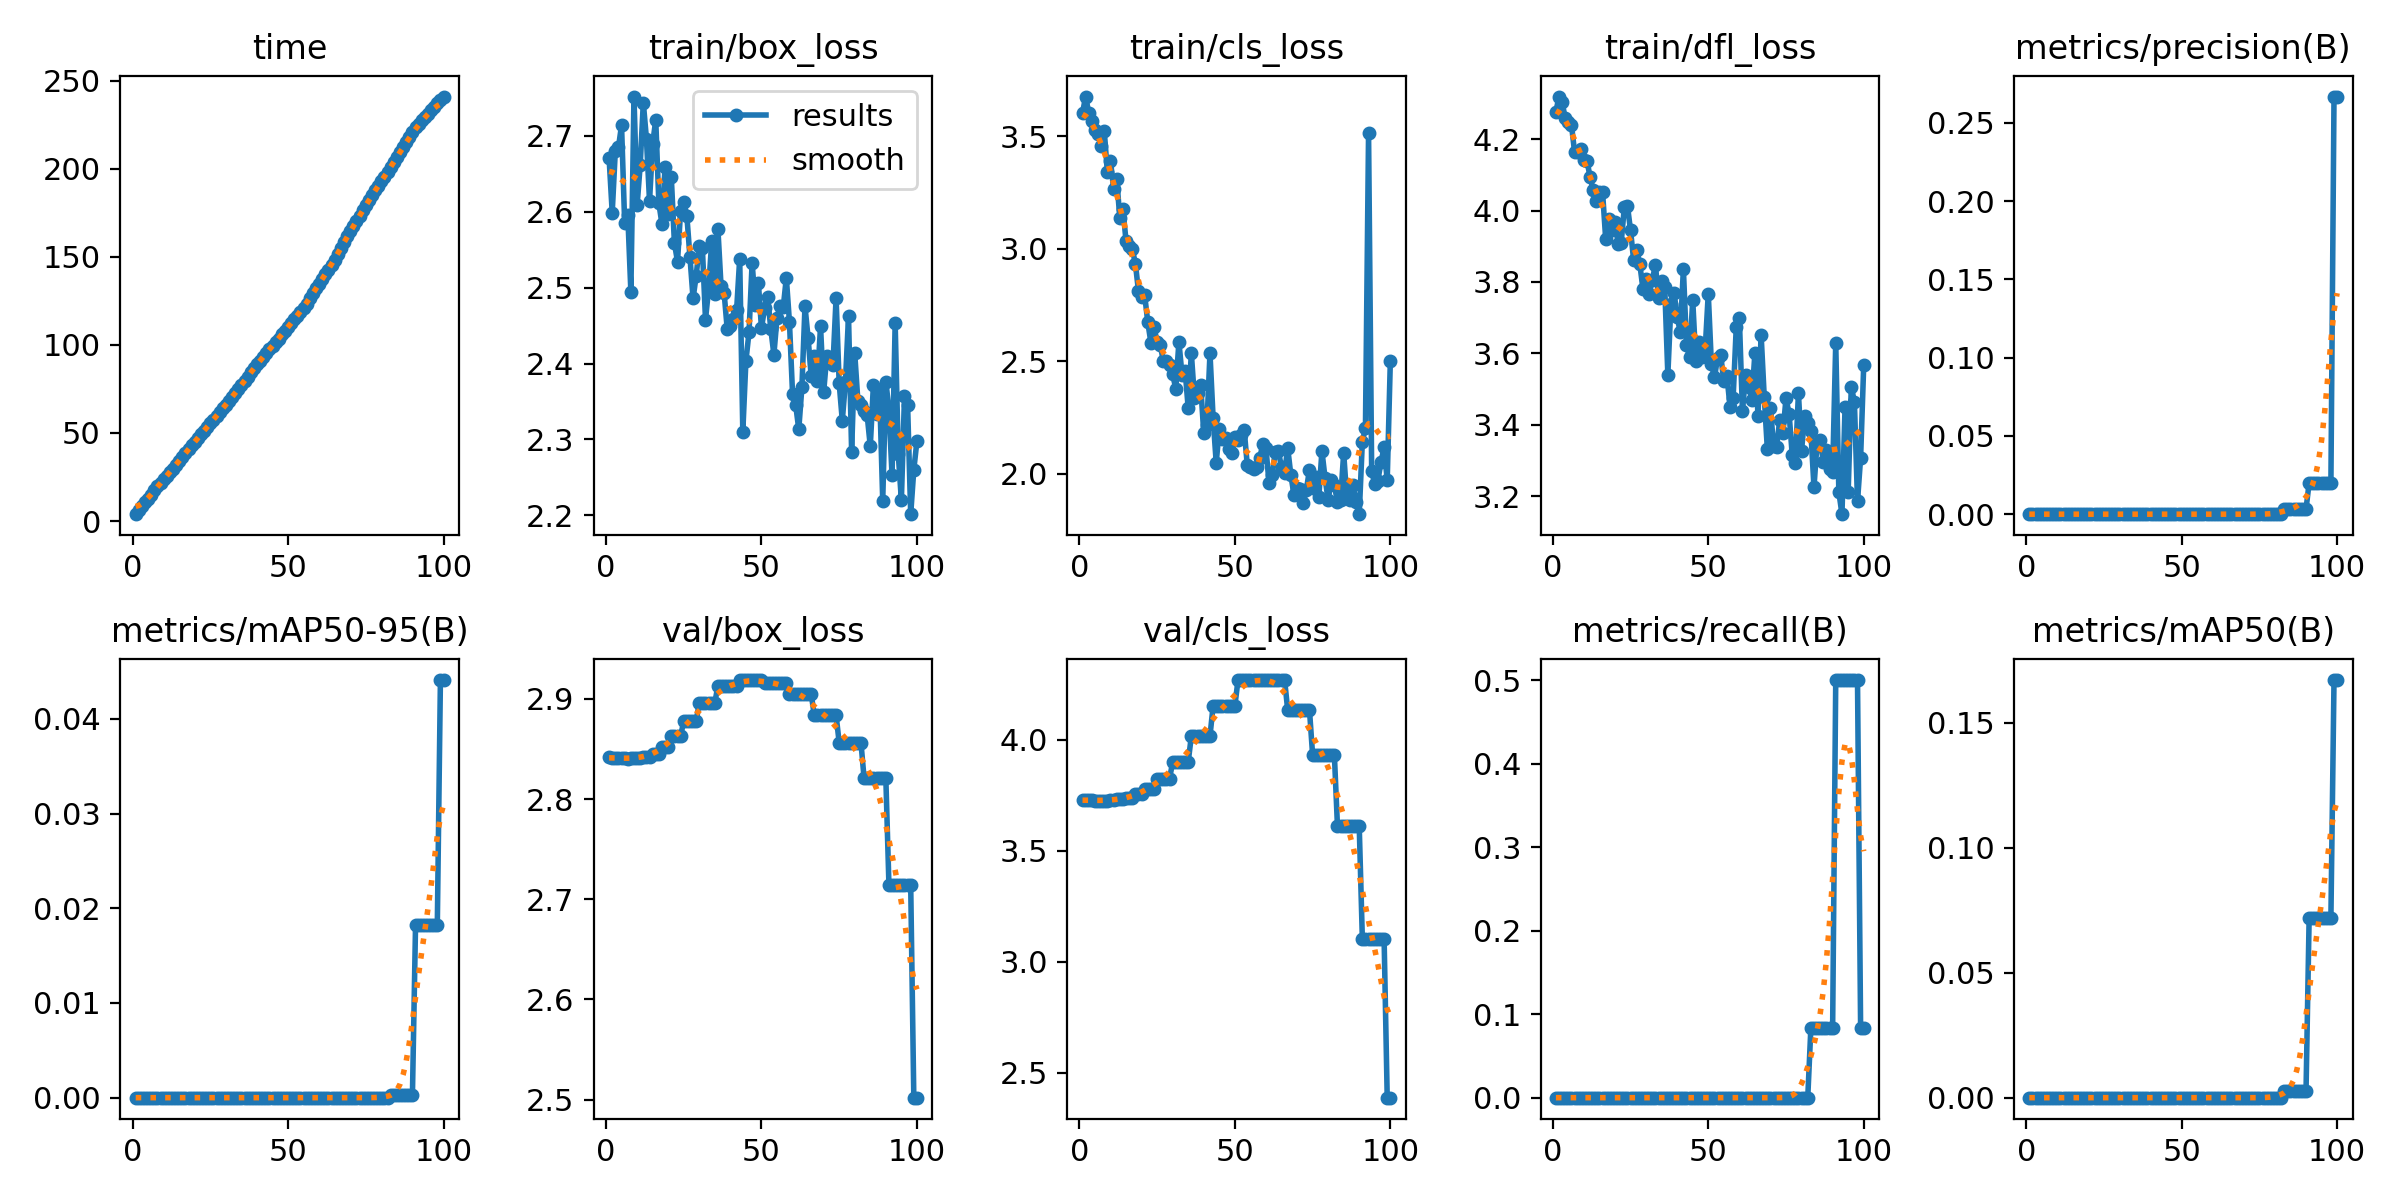 time
250
200
150
100
50
0
0 50 100
train/box_loss
results
smooth
2.7
2.6
2.5
2.4
2.3
2.2
0 50 100
train/cls_loss
3.5
3.0
2.5
2.0
0 50 100
train/dfl_loss
4.2
4.0
3.8
3.6
3.4
3.2
0 50 100
metrics/precision(B)
0.25
0.20
0.15
0.10
0.05
0.00
0 50 100
metrics/mAP50-95(B)
0.04
0.03
0.02
0.01
0.00
0 50 100
val/box_loss
2.9
2.8
2.7
2.6
2.5
0 50 100
val/cls_loss
4.0
3.5
3.0
2.5
0 50 100
metrics/recall(B)
0.5
0.4
0.3
0.2
0.1
0.0
0 50 100
metrics/mAP50(B)
0.15
0.10
0.05
0.00
0 50 100